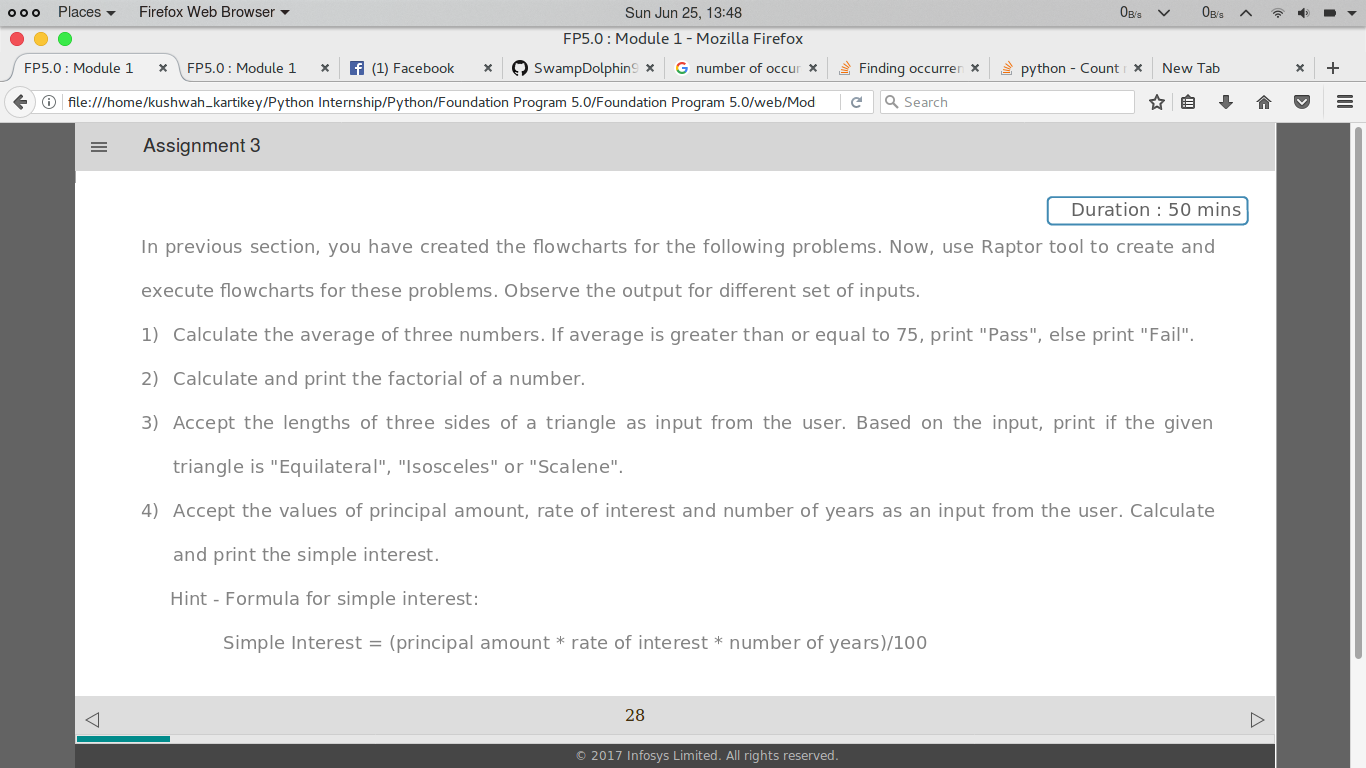 Places Firefox Web Browser Sun Jun 25, 13:48 0B/s 0B/s
FP5.0 : Module 1 - Mozilla Firefox
FP5.0 : Module 1 FP5.0 : Module 1 (1) Facebook SwampDolphin9 number of occur Finding occurren python - Count New Tab
file:///home/kushwah_kartikey/Python Internship/Python/Foundation Program 5.0/Foundation Program 5.0/web/Mod Search
Assignment 3
Duration : 50 mins
In previous section, you have created the flowcharts for the following problems. Now, use Raptor tool to create and
execute flowcharts for these problems. Observe the output for different set of inputs.
1) Calculate the average of three numbers. If average is greater than or equal to 75, print "Pass", else print "Fail".
2) Calculate and print the factorial of a number.
3) Accept the lengths of three sides of a triangle as input from the user. Based on the input, print if the given
triangle is "Equilateral", "Isosceles" or "Scalene".
4) Accept the values of principal amount, rate of interest and number of years as an input from the user. Calculate
and print the simple interest.
Hint - Formula for simple interest:
Simple Interest = (principal amount * rate of interest * number of years)/100
28
© 2017 Infosys Limited. All rights reserved.